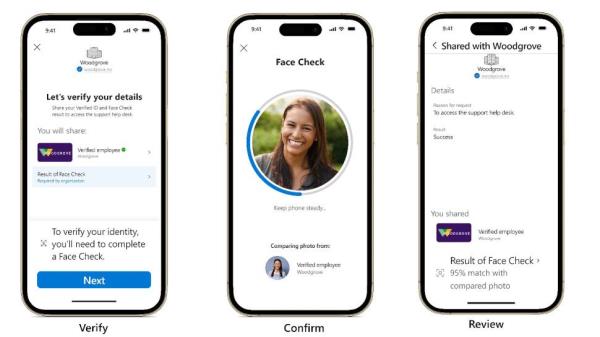 9:41
Woodgrove
woodgrove.ms
Let's verify your details
Share your Verified ID and Face Check
result to access the support help desk.
You will share:
WOODGROVE
Verified employee
Woodgrove
Result of Face Check
Required by organization
To verify your identity,
you'll need to complete
a Face Check.
Next
Verify
9:41
Face Check
Keep phone steady...
Comparing photo from:
Verified employee
Woodgrove
Confirm
9:41
Shared with Woodgrove
Woodgrove
woodgrove.ms
Details
Reason for request
To access the support help desk.
Result
Success
You shared
WOODGROVE
Verified employee
Woodgrove
Result of Face Check
95% match with
compared photo
Review